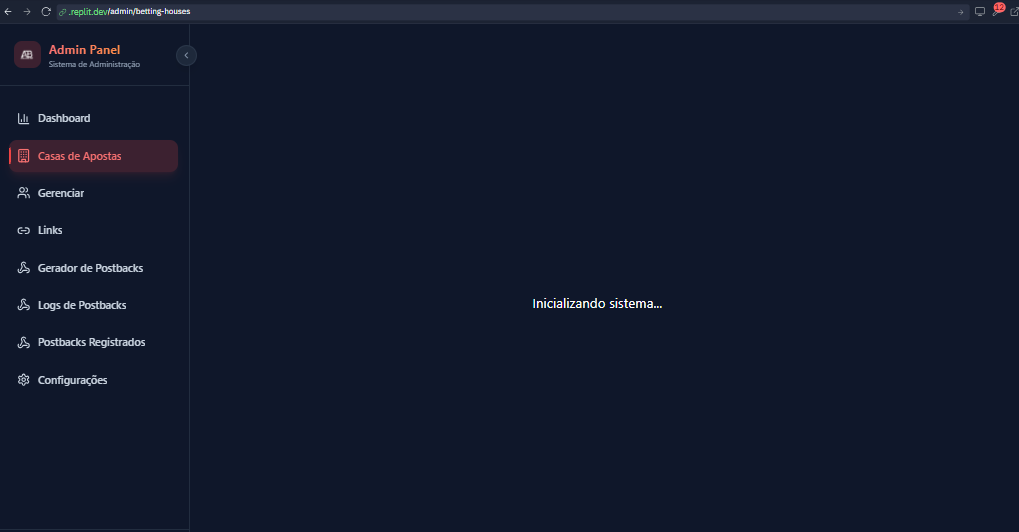 .replit.dev/admin/betting-houses
12
Admin Panel
Sistema de Administração
Dashboard
Casas de Apostas
Gerenciar
Links
Gerador de Postbacks
Logs de Postbacks
Postbacks Registrados
Configurações
Inicializando sistema...